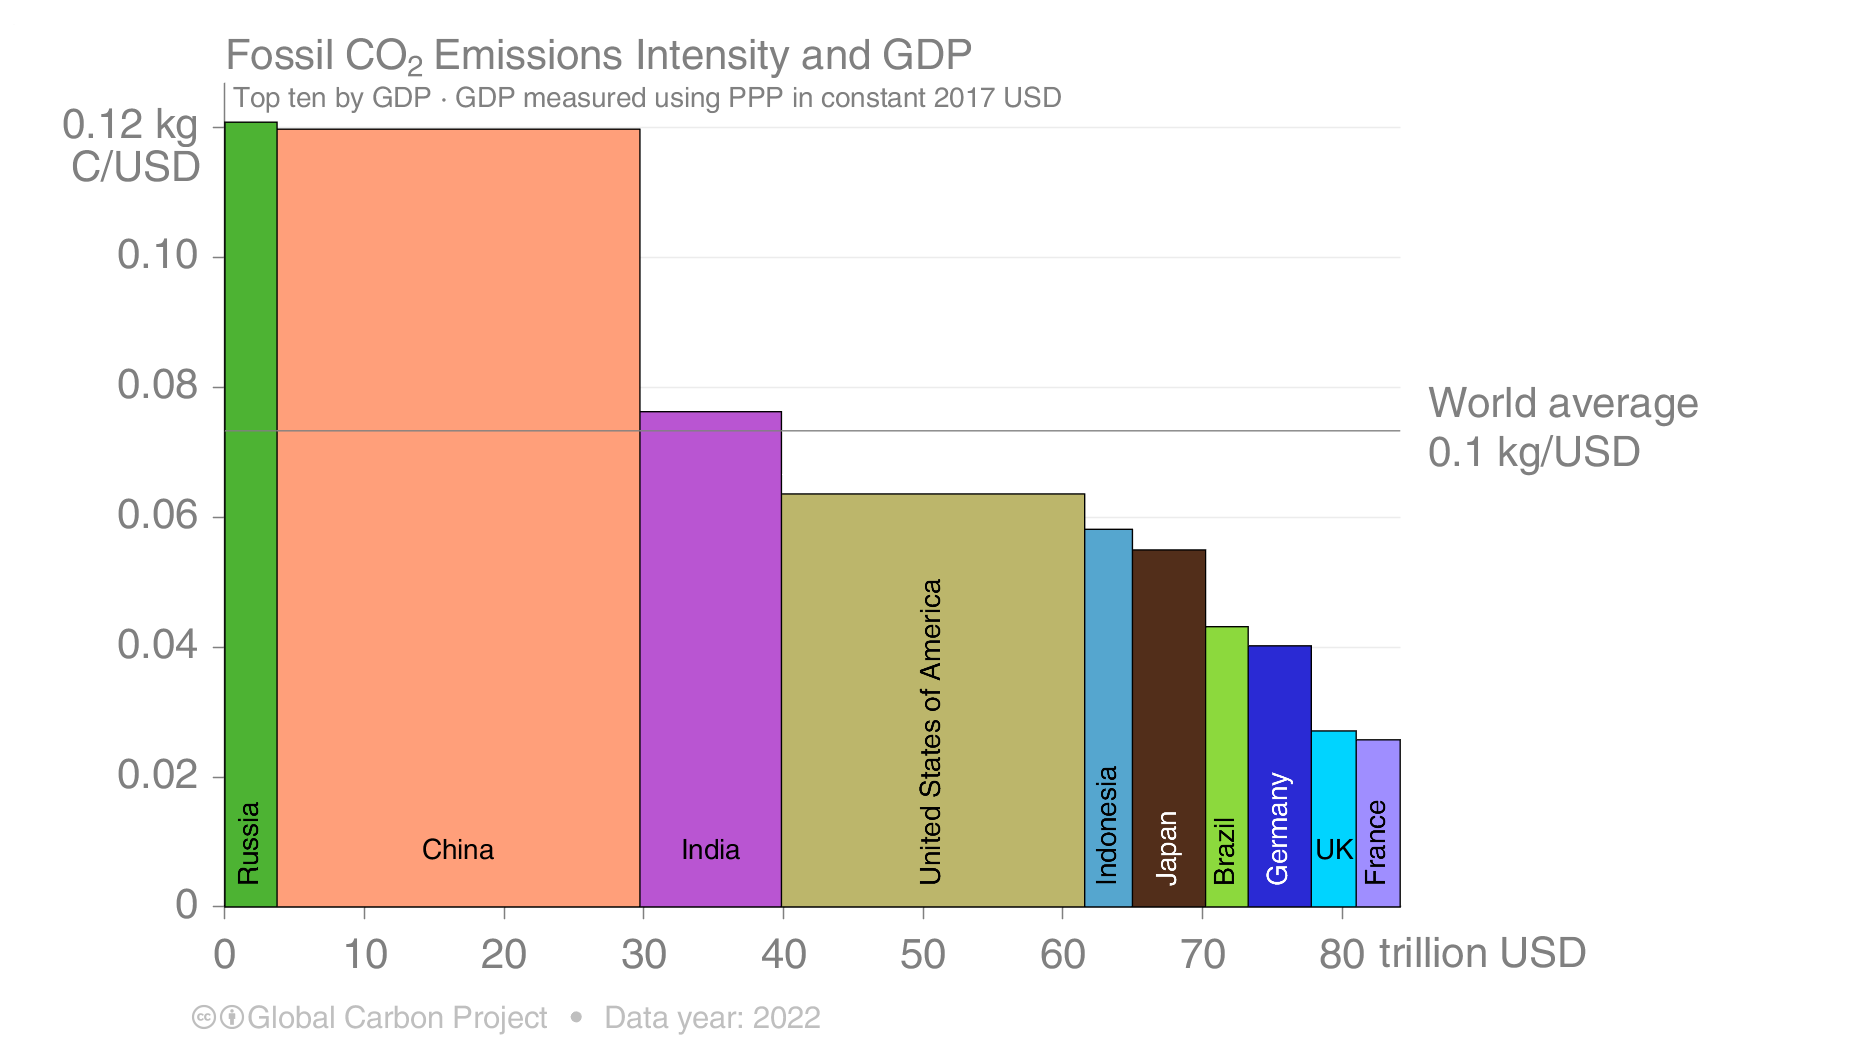 Fossil CO₂ Emissions Intensity and GDP
Top ten by GDP · GDP measured using PPP in constant 2017 USD
0.12 kg
C/USD
0.10
0.08
0.06
0.04
0.02
0
World average
0.1 kg/USD
Russia
China
India
United States of America
Indonesia
Japan
Brazil
Germany
UK
France
0 10 20 30 40 50 60 70 80 trillion USD
cc Global Carbon Project • Data year: 2022